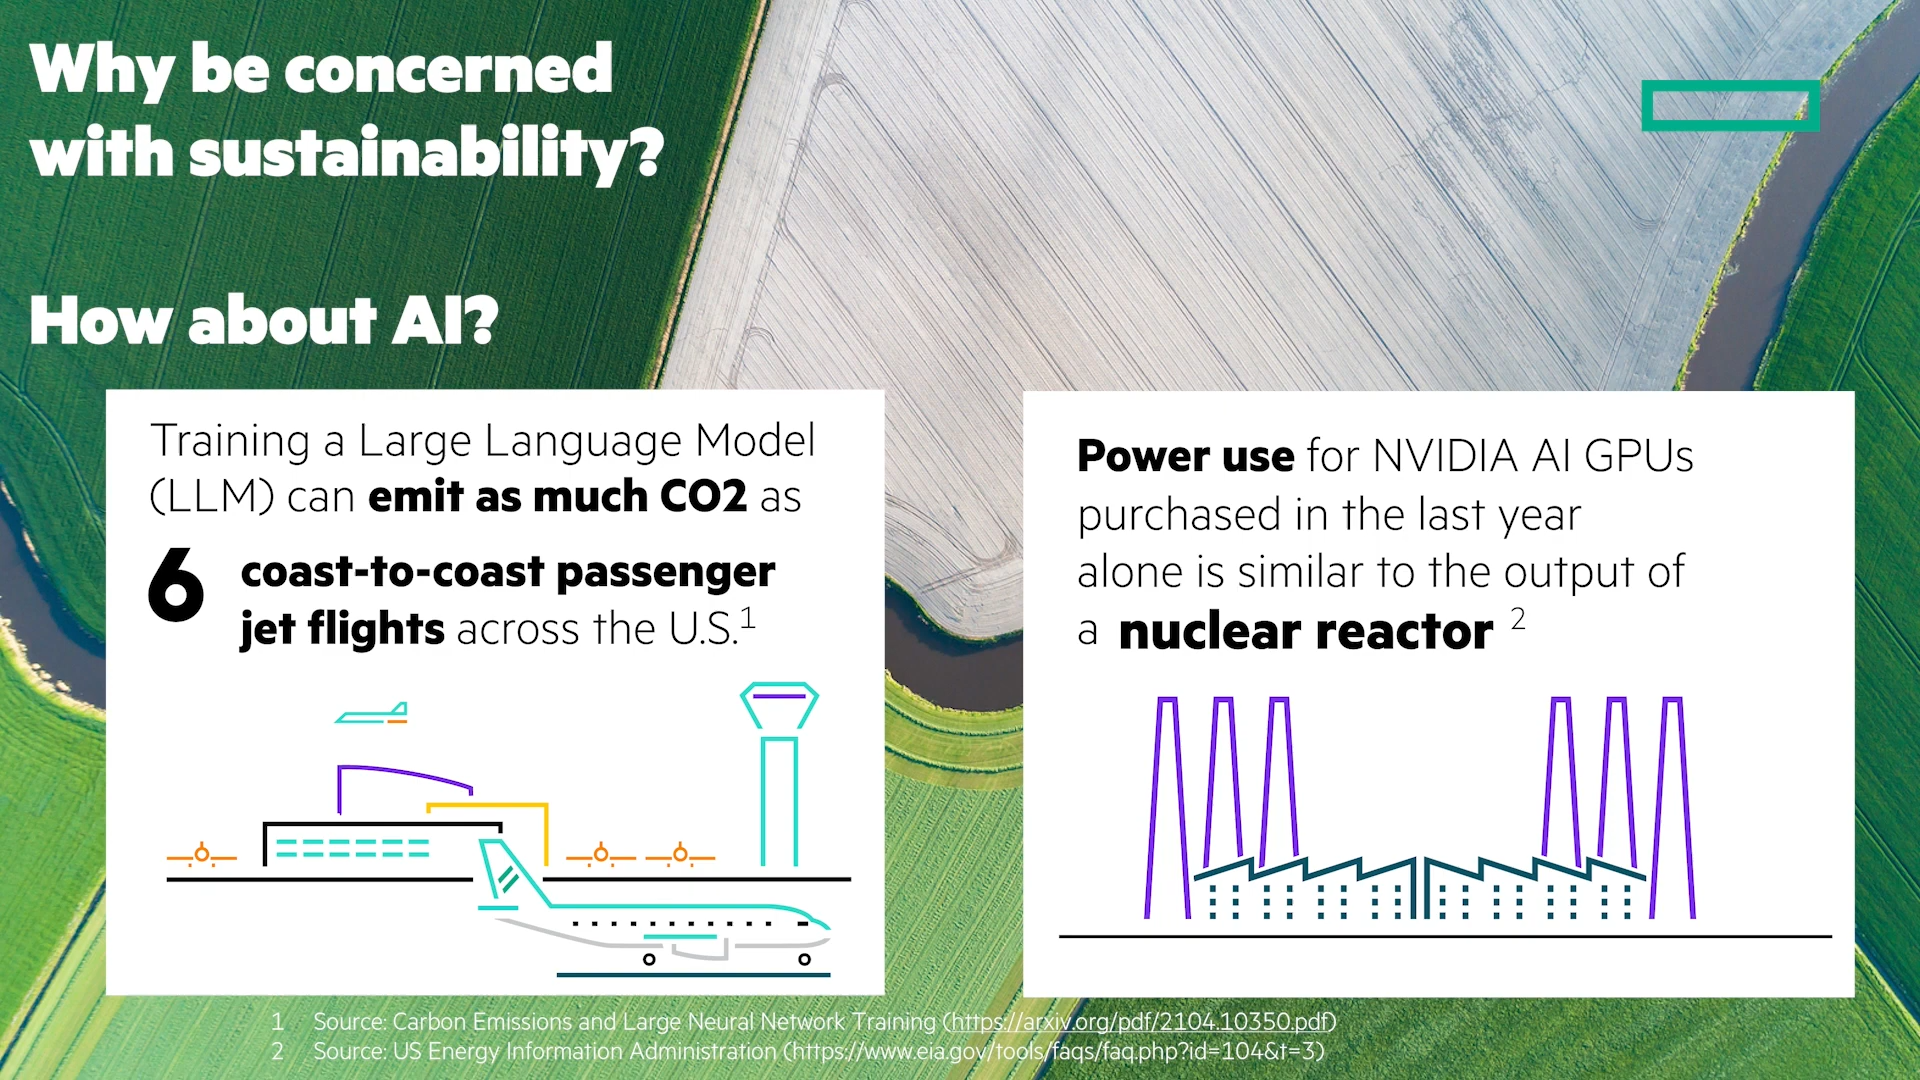 Why be concerned
with sustainability?
How about AI?
Training a Large Language Model
(LLM) can emit as much CO2 as
6 coast-to-coast passenger
jet flights across the U.S.1
Power use for NVIDIA AI GPUs
purchased in the last year
alone is similar to the output of
a nuclear reactor 2
1 Source: Carbon Emissions and Large Neural Network Training (https://arxiv.org/pdf/2104.10350.pdf)
2 Source: US Energy Information Administration (https://www.eia.gov/tools/faqs/faq.php?id=104&t=3)